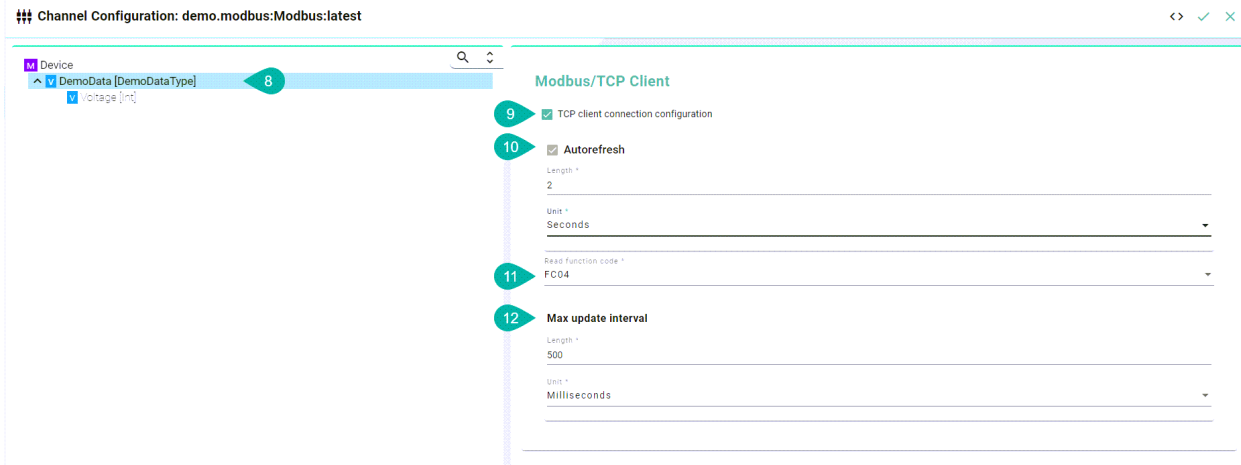 Channel Configuration: demo.modbus:Modbus:latest
M Device
V DemoData [DemoDataType]
8
V Voltage [Int]
Modbus/TCP Client
9
TCP client connection configuration
10
Autorefresh
Length *
2
Unit *
Seconds
Read function code *
11
FC04
12
Max update interval
Length *
500
Unit *
Milliseconds